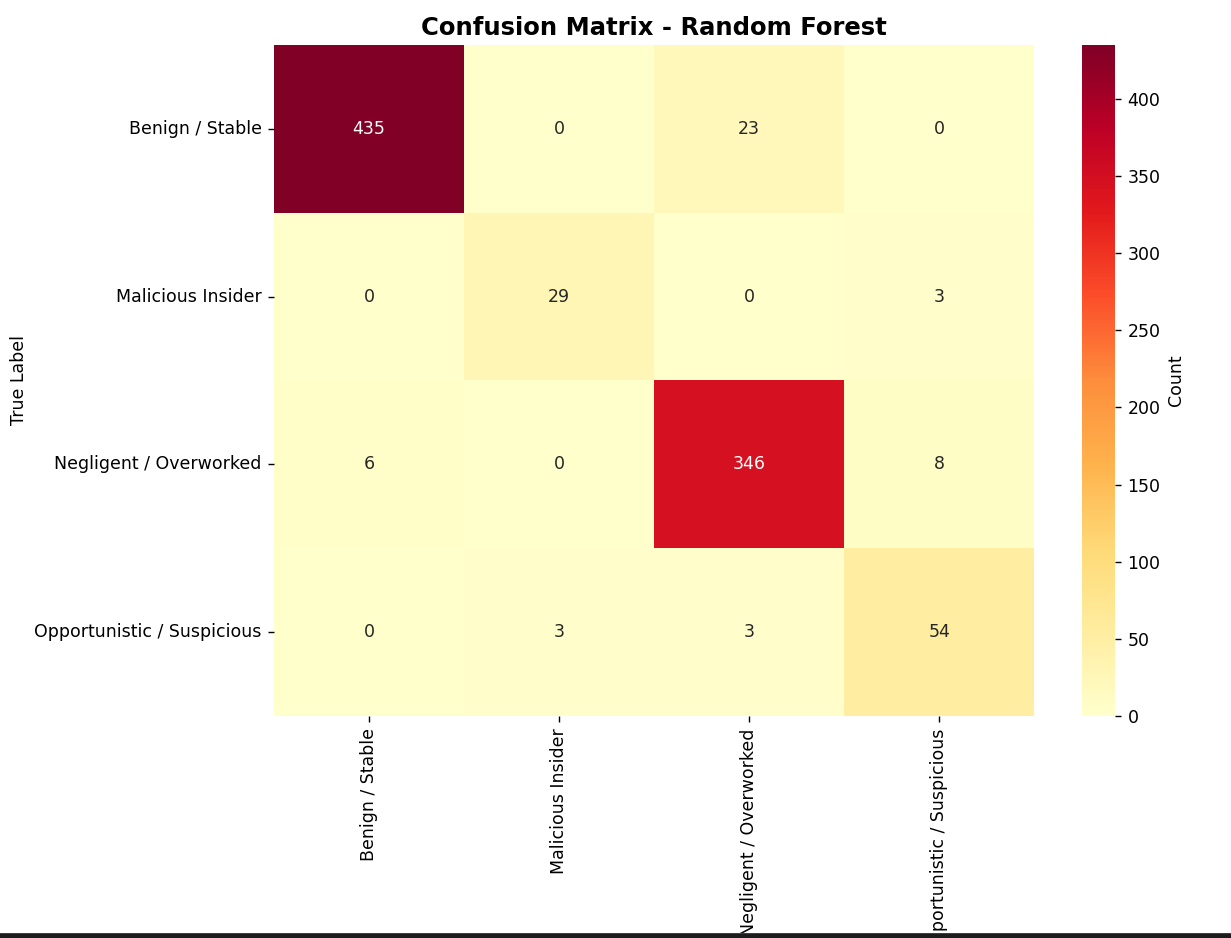 Confusion Matrix - Random Forest
Benign / Stable
435
0
23
0
Malicious Insider
0
29
0
3
Negligent / Overworked
6
0
346
8
Opportunistic / Suspicious
0
3
3
54
True Label
Benign / Stable
Malicious Insider
Negligent / Overworked
portunistic / Suspicious
400
350
300
250
200
150
100
50
0
Count